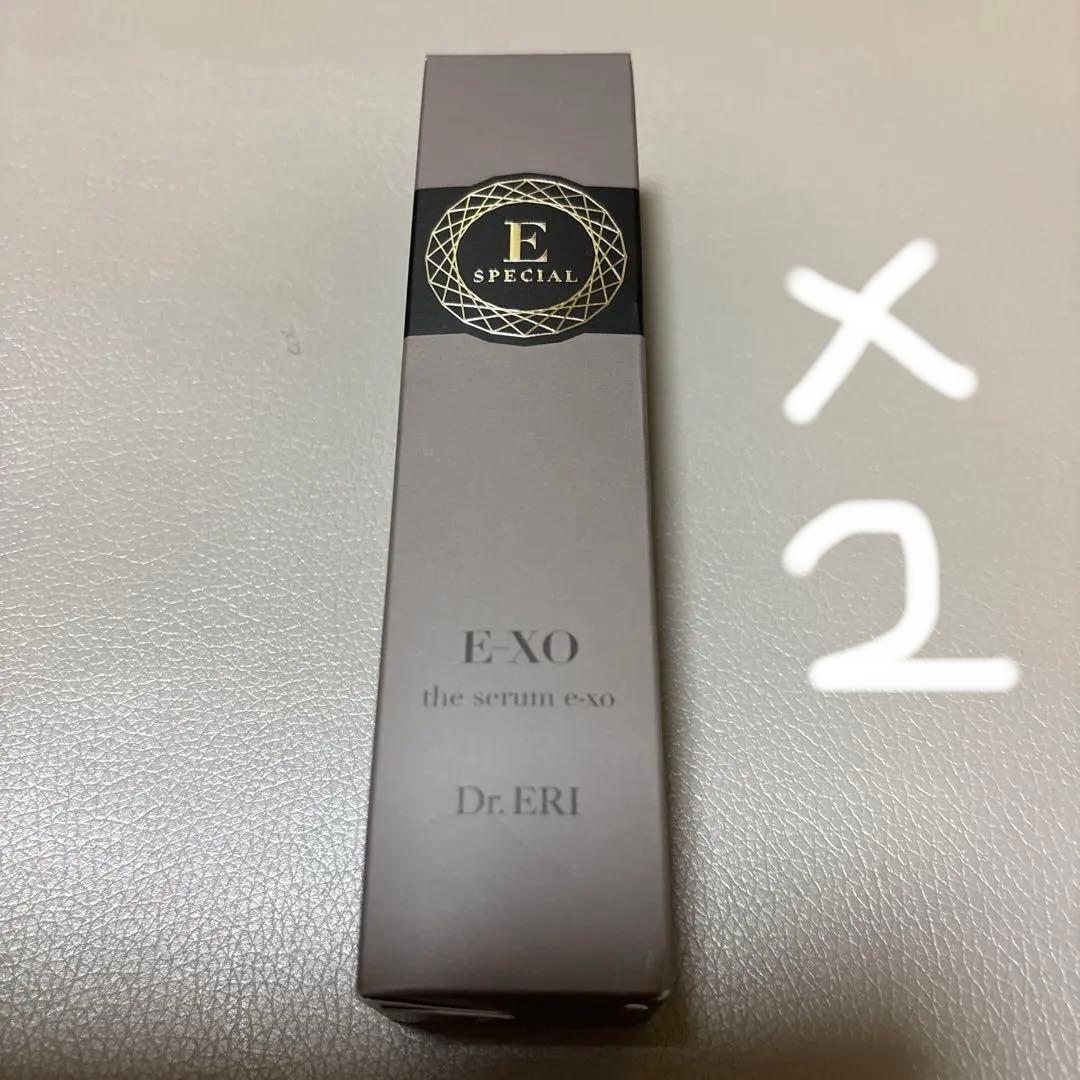 E
SPECIAL
E-XO
the serum e-xo
Dr. ERI
×
2